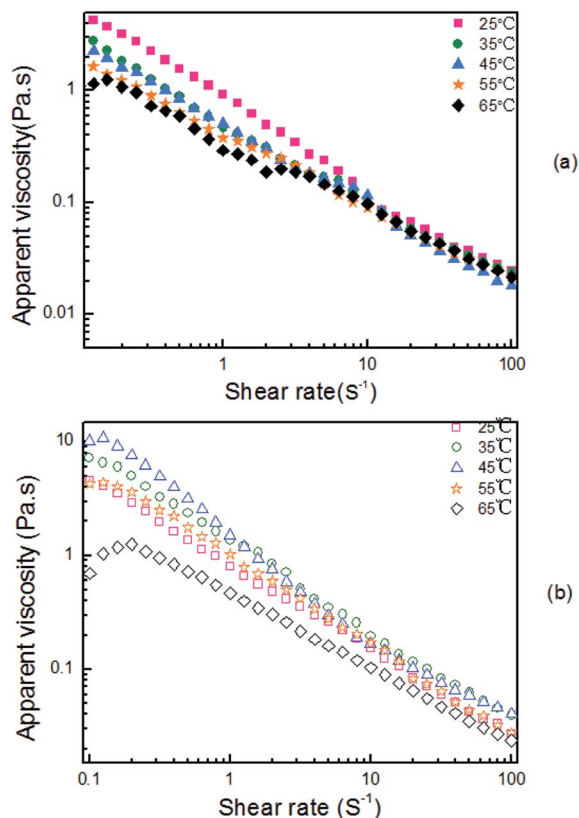 25°C
35°C
45°C
55°C
65°C
1
0.1
0.01
Apparent viscosity(Pa.s)
(a)
1
10
100
Shear rate(S⁻¹)
25℃
35℃
45℃
55℃
65℃
10
1
0.1
Apparent viscosity (Pa.s)
(b)
0.1
1
10
100
Shear rate (S⁻¹)